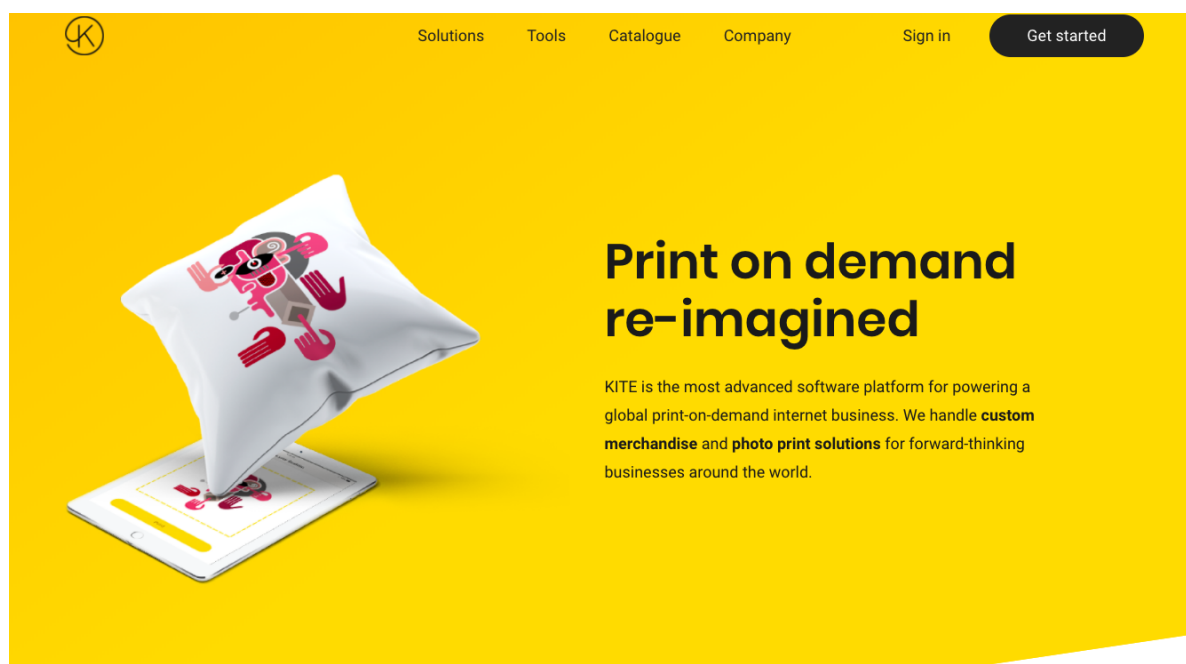 K
Solutions
Tools
Catalogue
Company
Sign in
Get started
Print on demand
re-imagined
KITE is the most advanced software platform for powering a
global print-on-demand internet business. We handle custom
merchandise and photo print solutions for forward-thinking
businesses around the world.